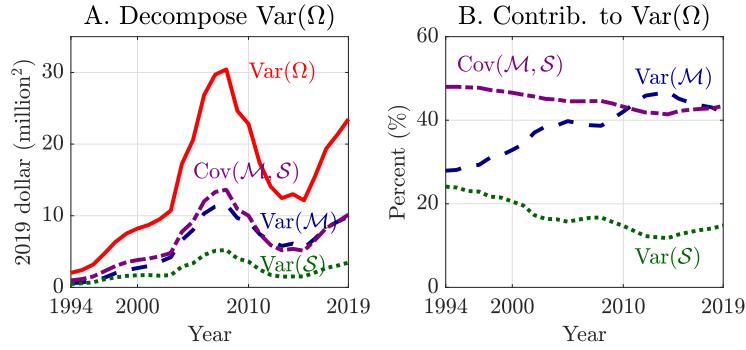 A. Decompose Var(Ω)
2019 dollar (million²)
30
20
10
0
Var(Ω)
Cov(ℳ, 𝒮)
Var(ℳ)
Var(𝒮)
1994
2000
2010
2019
Year
B. Contrib. to Var(Ω)
Percent (%)
60
40
20
0
Cov(ℳ, 𝒮)
Var(ℳ)
Var(𝒮)
1994
2000
2010
2019
Year